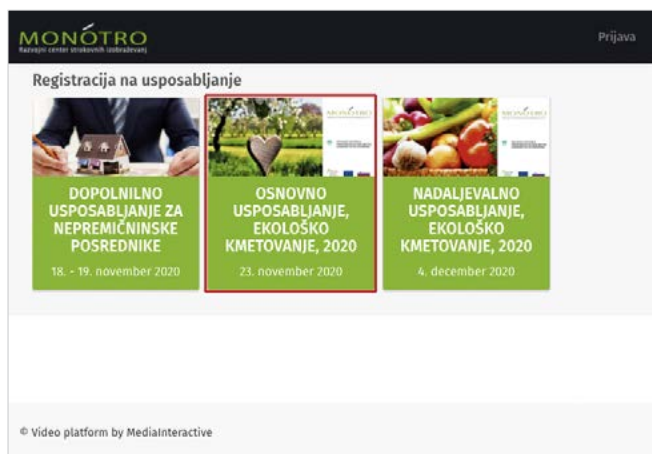 MONOTRO
Razvojni center strokovnih izobraževanj
Prijava
Registracija na usposabljanje
DOPOLNILNO
USPOSABLJANJE ZA
NEPREMIČNINSKE
POSREDNIKE
18. - 19. november 2020
MONOTRO
OSNOVNO
USPOSABLJANJE,
EKOLOŠKO
KMETOVANJE, 2020
23. november 2020
MONOTRO
NADALJEVALNO
USPOSABLJANJE,
EKOLOŠKO
KMETOVANJE, 2020
4. december 2020
© Video platform by MediaInteractive